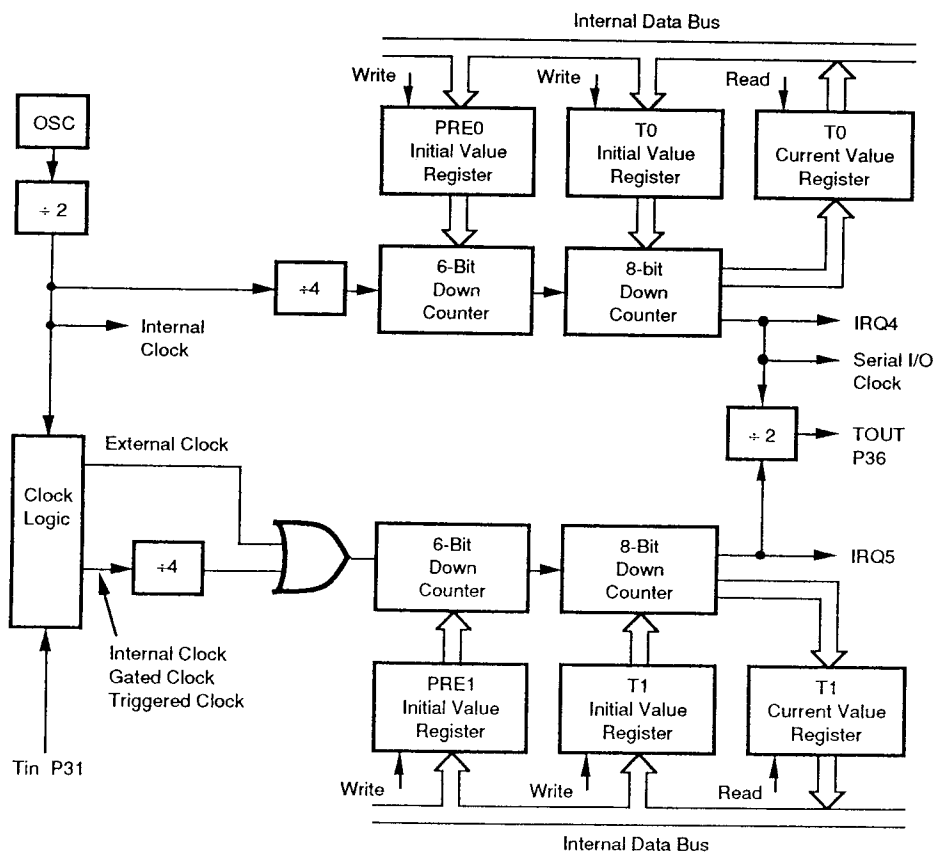 Internal Data Bus
Write
Write
Read
OSC
PRE0
Initial Value
Register
T0
Initial Value
Register
T0
Current Value
Register
÷ 2
6-Bit
Down
Counter
8-bit
Down
Counter
÷4
Internal
Clock
IRQ4
Serial I/O
Clock
÷ 2
TOUT
P36
External Clock
Clock
Logic
÷4
6-Bit
Down
Counter
8-Bit
Down
Counter
IRQ5
Internal Clock
Gated Clock
Triggered Clock
PRE1
Initial Value
Register
T1
Initial Value
Register
T1
Current Value
Register
Tin P31
Write
Write
Read
Internal Data Bus